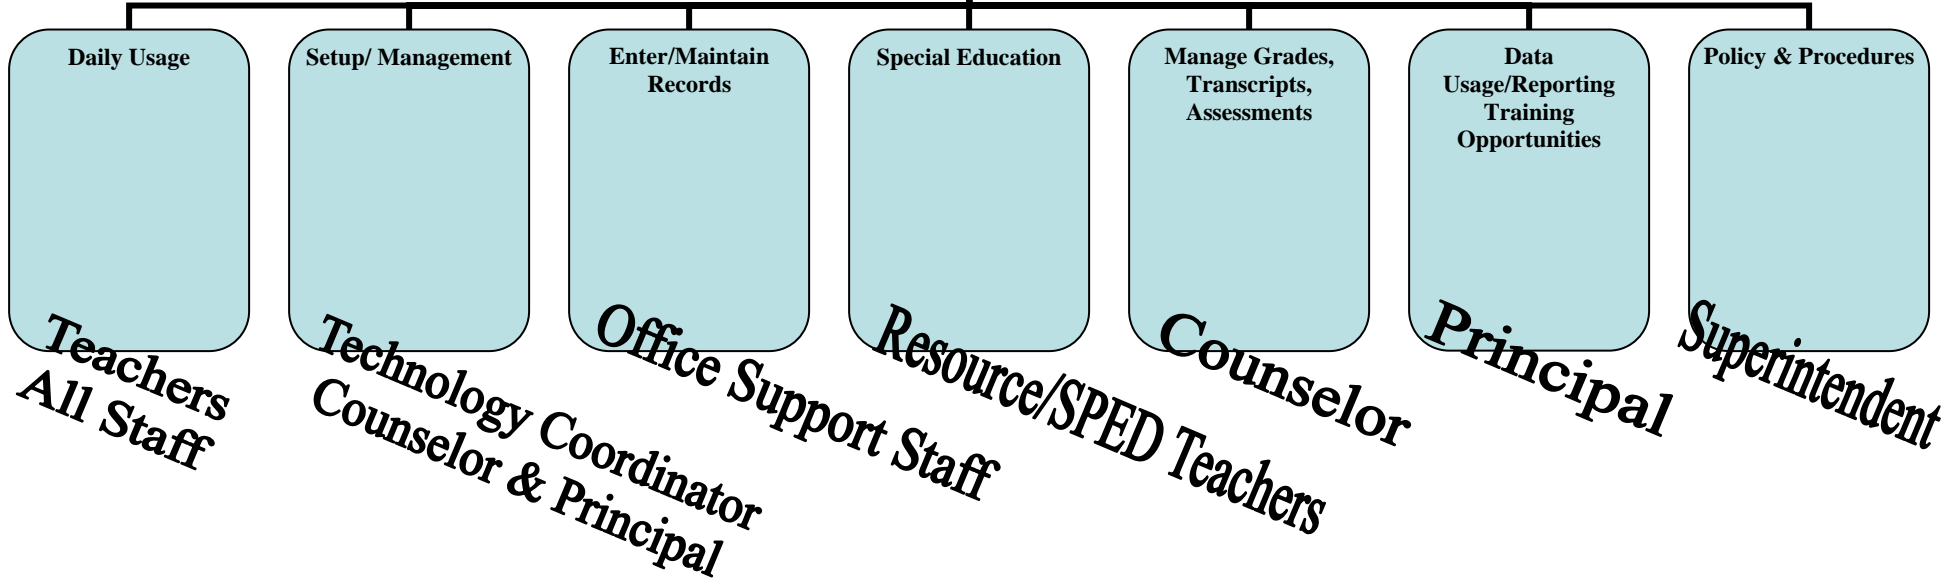 Daily Usage
Setup/ Management
Enter/Maintain
Records
Special Education
Manage Grades,
Transcripts,
Assessments
Data
Usage/Reporting
Training
Opportunities
Policy & Procedures
Teachers
All Staff
Technology Coordinator
Counselor & Principal
Office Support Staff
Resource/SPED Teachers
Counselor
Principal
Superintendent